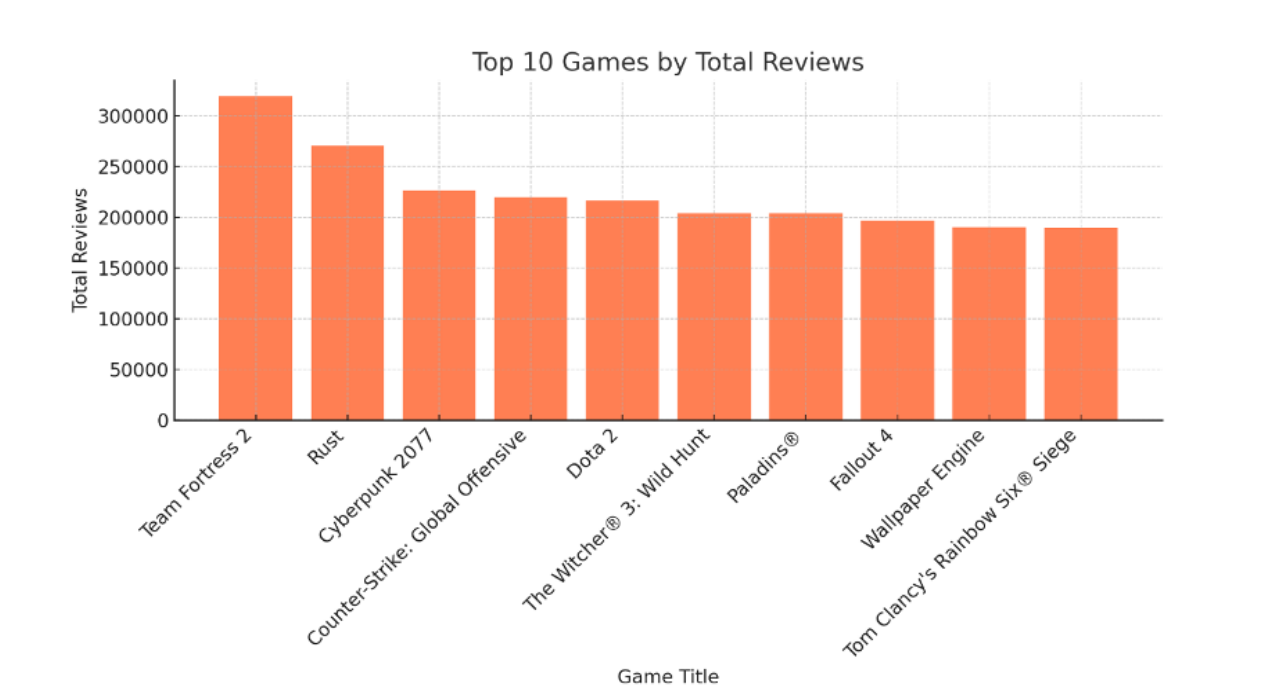 Top 10 Games by Total Reviews
Total Reviews
300000
250000
200000
150000
100000
50000
0
Team Fortress 2
Rust
Cyberpunk 2077
Counter-Strike: Global Offensive
Dota 2
The Witcher® 3: Wild Hunt
Paladins®
Fallout 4
Wallpaper Engine
Tom Clancy's Rainbow Six® Siege
Game Title